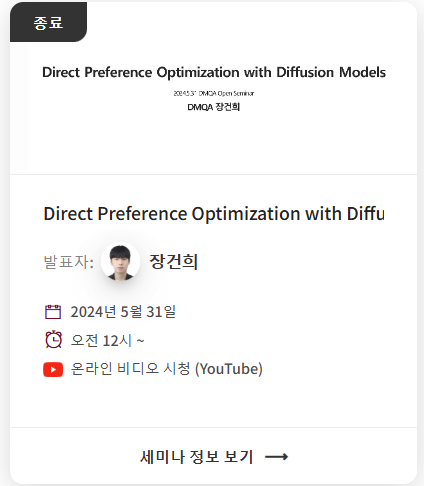 종료
Direct Preference Optimization with Diffusion Models
2024.5.31 DMQA Open Seminar
DMQA 장건희
Direct Preference Optimization with Diffu
발표자: 장건희
2024년 5월 31일
오전 12시 ~
온라인 비디오 시청 (YouTube)
세미나 정보 보기 →